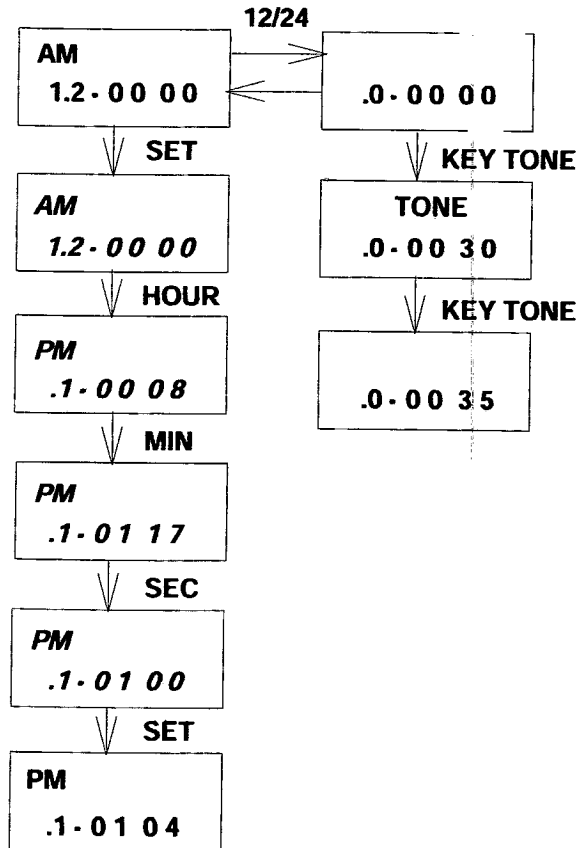 12/24
AM
1.2 - 00 00
.0 - 00 00
SET
KEY TONE
AM
1.2 - 00 00
TONE
.0 - 00 30
HOUR
KEY TONE
PM
.1 - 00 08
.0 - 00 35
MIN
PM
.1 - 01 17
SEC
PM
.1 - 01 00
SET
PM
.1 - 01 04